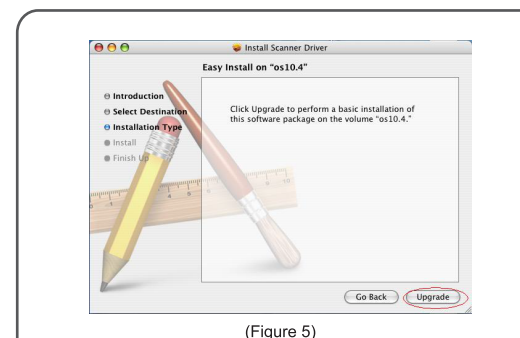 Install Scanner Driver
Easy Install on “os10.4”
Introduction
Select Destination
Installation Type
Install
Finish Up
Click Upgrade to perform a basic installation of
this software package on the volume “os10.4.”
Go Back
Upgrade
(Figure 5)